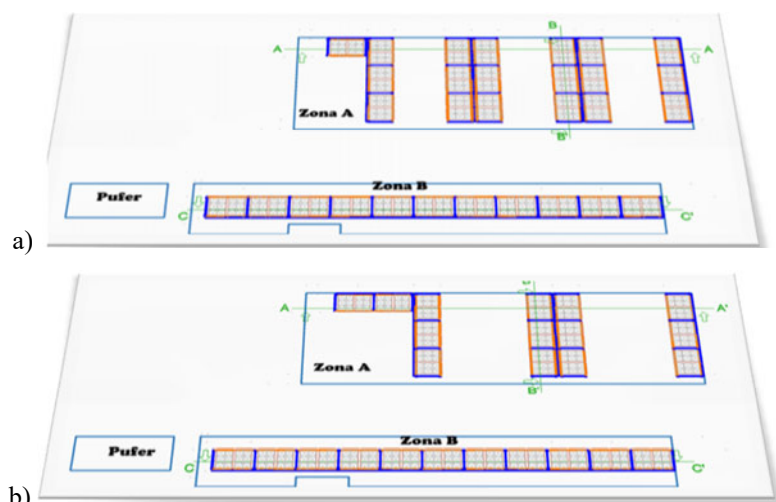 B
A A
Zona A
B'
Zona B
Pufer
C C'
a)
A A'
Zona A
B'
Zona B
Pufer
C C'
b)